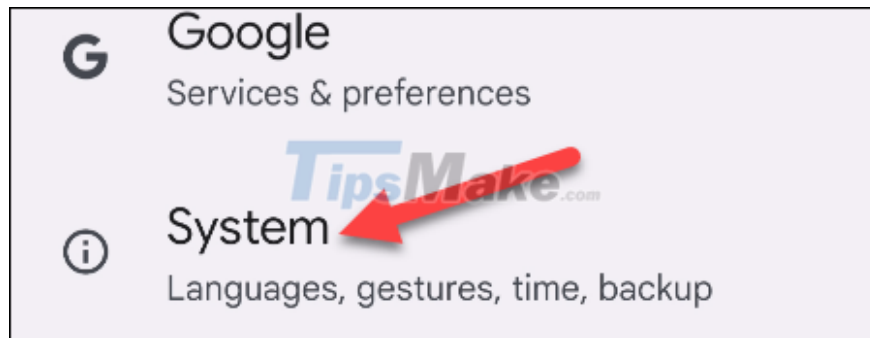 Google
Services & preferences
TipsMake.com
System
Languages, gestures, time, backup